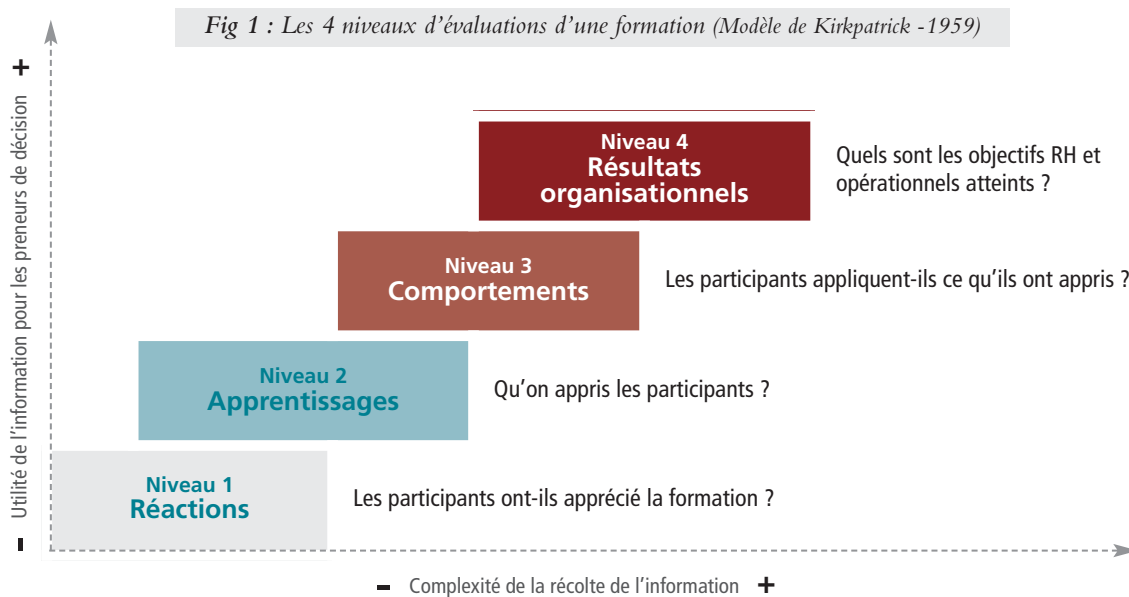 Fig 1 : Les 4 niveaux d'évaluations d'une formation (Modèle de Kirkpatrick -1959)
Utilité de l'information pour les preneurs de décision
+
-
Niveau 4
Résultats
organisationnels
Quels sont les objectifs RH et
opérationnels atteints ?
Niveau 3
Comportements
Les participants appliquent-ils ce qu'ils ont appris ?
Niveau 2
Apprentissages
Qu'on appris les participants ?
Niveau 1
Réactions
Les participants ont-ils apprécié la formation ?
- Complexité de la récolte de l'information +